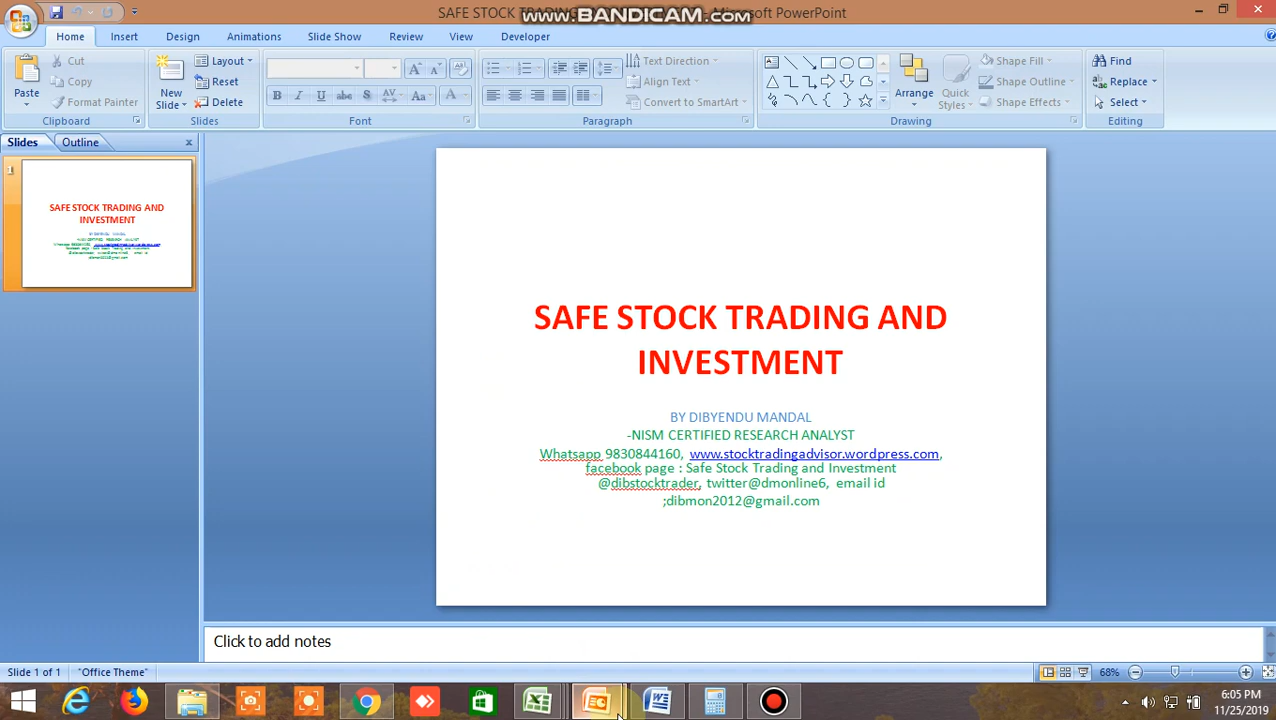 SAFE STOCK TRADING
Microsoft PowerPoint
www.BANDICAM.com
Home Insert Design Animations Slide Show Review View Developer
Cut
Copy
Format Painter
Paste
Clipboard
New Slide
Layout
Reset
Delete
Slides
Font
Text Direction
Align Text
Convert to SmartArt
Paragraph
Arrange
Quick Styles
Shape Fill
Shape Outline
Shape Effects
Drawing
Find
Replace
Select
Editing
Slides Outline
1
SAFE STOCK TRADING AND
INVESTMENT
SAFE STOCK TRADING AND
INVESTMENT
BY DIBYENDU MANDAL
-NISM CERTIFIED RESEARCH ANALYST
Whatsapp 9830844160, www.stocktradingadvisor.wordpress.com,
facebook page : Safe Stock Trading and Investment
@dibstocktrader, twitter@dmonline6, email id
;dibmon2012@gmail.com
Click to add notes
Slide 1 of 1 "Office Theme" 68%
6:05 PM
11/25/2019